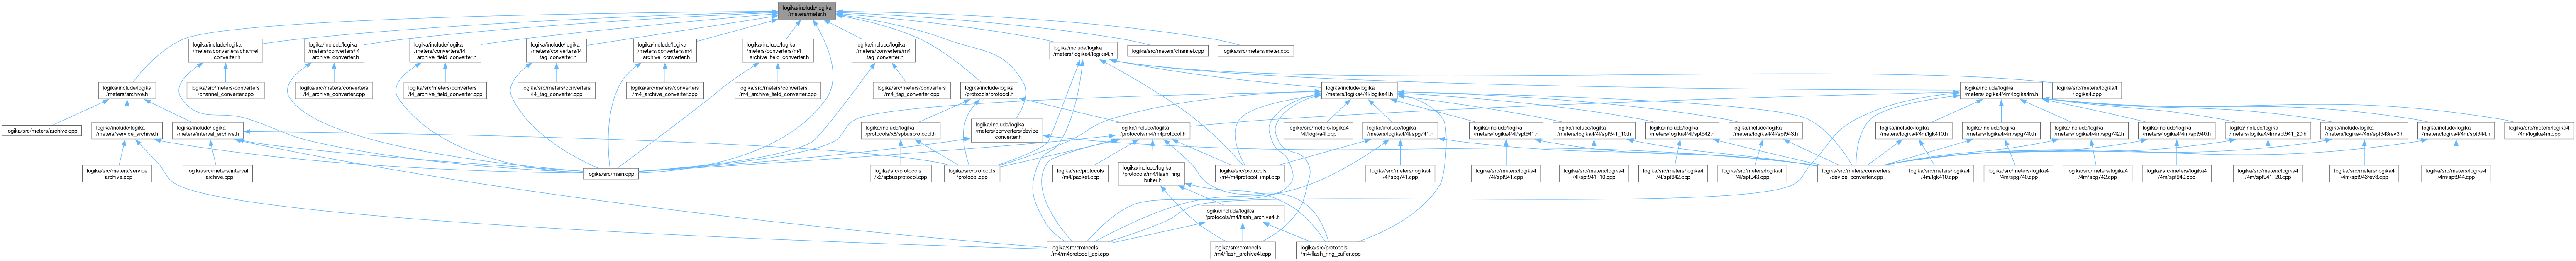 logika/include/logika
/meters/meter.h
logika/include/logika
/meters/converters/channel
_converter.h
logika/include/logika
/meters/converters/l4
_archive_converter.h
logika/include/logika
/meters/converters/l4
_archive_field_converter.h
logika/include/logika
/meters/converters/l4
_tag_converter.h
logika/include/logika
/meters/converters/m4
_archive_converter.h
logika/include/logika
/meters/converters/m4
_archive_field_converter.h
logika/include/logika
/meters/converters/m4
_tag_converter.h
logika/include/logika
/meters/logika4/logika4.h
logika/src/meters/channel.cpp
logika/src/meters/meter.cpp
logika/include/logika
/meters/archive.h
logika/src/meters/converters
/channel_converter.cpp
logika/src/meters/converters
/l4_archive_converter.cpp
logika/src/meters/converters
/l4_archive_field_converter.cpp
logika/src/meters/converters
/l4_tag_converter.cpp
logika/src/meters/converters
/m4_archive_converter.cpp
logika/src/meters/converters
/m4_archive_field_converter.cpp
logika/src/meters/converters
/m4_tag_converter.cpp
logika/include/logika
/protocols/protocol.h
logika/include/logika
/meters/logika4/4l/logika4l.h
logika/include/logika
/meters/logika4/4m/logika4m.h
logika/src/meters/logika4
/logika4.cpp
logika/src/meters/archive.cpp
logika/include/logika
/meters/service_archive.h
logika/include/logika
/meters/interval_archive.h
logika/include/logika
/protocols/s6/spbusprotocol.h
logika/include/logika
/meters/converters/device
_converter.h
logika/include/logika
/protocols/m4/m4protocol.h
logika/src/meters/logika4
/4l/logika4l.cpp
logika/include/logika
/meters/logika4/4l/spg741.h
logika/include/logika
/meters/logika4/4l/spt941.h
logika/include/logika
/meters/logika4/4l/spt941_10.h
logika/include/logika
/meters/logika4/4l/spt942.h
logika/include/logika
/meters/logika4/4l/spt943.h
logika/include/logika
/meters/logika4/4m/lgk410.h
logika/include/logika
/meters/logika4/4m/spg740.h
logika/include/logika
/meters/logika4/4m/spg742.h
logika/include/logika
/meters/logika4/4m/spt940.h
logika/include/logika
/meters/logika4/4m/spt941_20.h
logika/include/logika
/meters/logika4/4m/spt943rev3.h
logika/include/logika
/meters/logika4/4m/spt944.h
logika/src/meters/logika4
/4m/logika4m.cpp
logika/src/meters/service
_archive.cpp
logika/src/meters/interval
_archive.cpp
logika/src/main.cpp
logika/src/protocols
/s6/spbusprotocol.cpp
logika/src/protocols
/protocol.cpp
logika/src/protocols
/m4/packet.cpp
logika/include/logika
/protocols/m4/flash_ring
_buffer.h
logika/src/protocols
/m4/m4protocol_impl.cpp
logika/src/meters/logika4
/4l/spg741.cpp
logika/src/meters/logika4
/4l/spt941.cpp
logika/src/meters/logika4
/4l/spt941_10.cpp
logika/src/meters/logika4
/4l/spt942.cpp
logika/src/meters/logika4
/4l/spt943.cpp
logika/src/meters/converters
/device_converter.cpp
logika/src/meters/logika4
/4m/lgk410.cpp
logika/src/meters/logika4
/4m/spg740.cpp
logika/src/meters/logika4
/4m/spg742.cpp
logika/src/meters/logika4
/4m/spt940.cpp
logika/src/meters/logika4
/4m/spt941_20.cpp
logika/src/meters/logika4
/4m/spt943rev3.cpp
logika/src/meters/logika4
/4m/spt944.cpp
logika/include/logika
/protocols/m4/flash_archive4l.h
logika/src/protocols
/m4/m4protocol_api.cpp
logika/src/protocols
/m4/flash_archive4l.cpp
logika/src/protocols
/m4/flash_ring_buffer.cpp